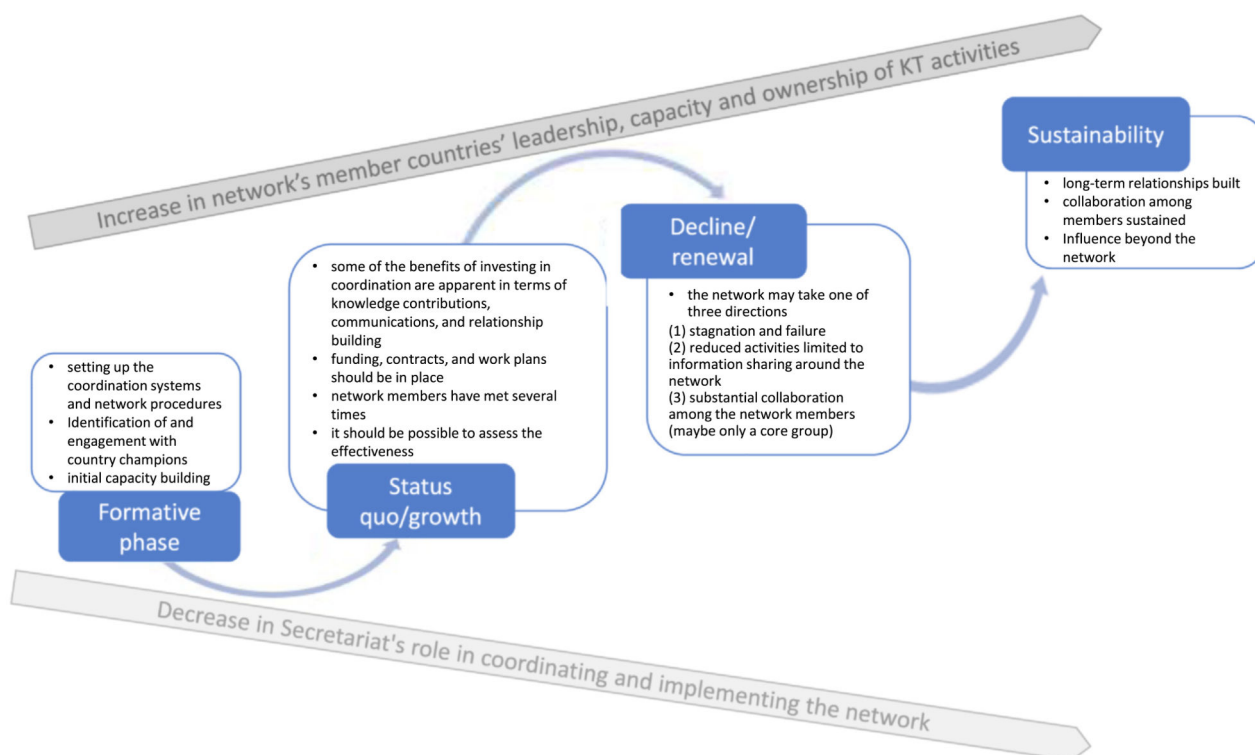 Increase in network's member countries' leadership, capacity and ownership of KT activities
• setting up the
coordination systems
and network procedures
• Identification of and
engagement with
country champions
• initial capacity building
Formative
phase
• some of the benefits of investing in
coordination are apparent in terms of
knowledge contributions,
communications, and relationship
building
• funding, contracts, and work plans
should be in place
• network members have met several
times
• it should be possible to assess the
effectiveness
Status
quo/growth
Decline/
renewal
• the network may take one of
three directions
(1) stagnation and failure
(2) reduced activities limited to
information sharing around the
network
(3) substantial collaboration
among the network members
(maybe only a core group)
Sustainability
• long-term relationships built
• collaboration among
members sustained
• Influence beyond the
network
Decrease in Secretariat's role in coordinating and implementing the network